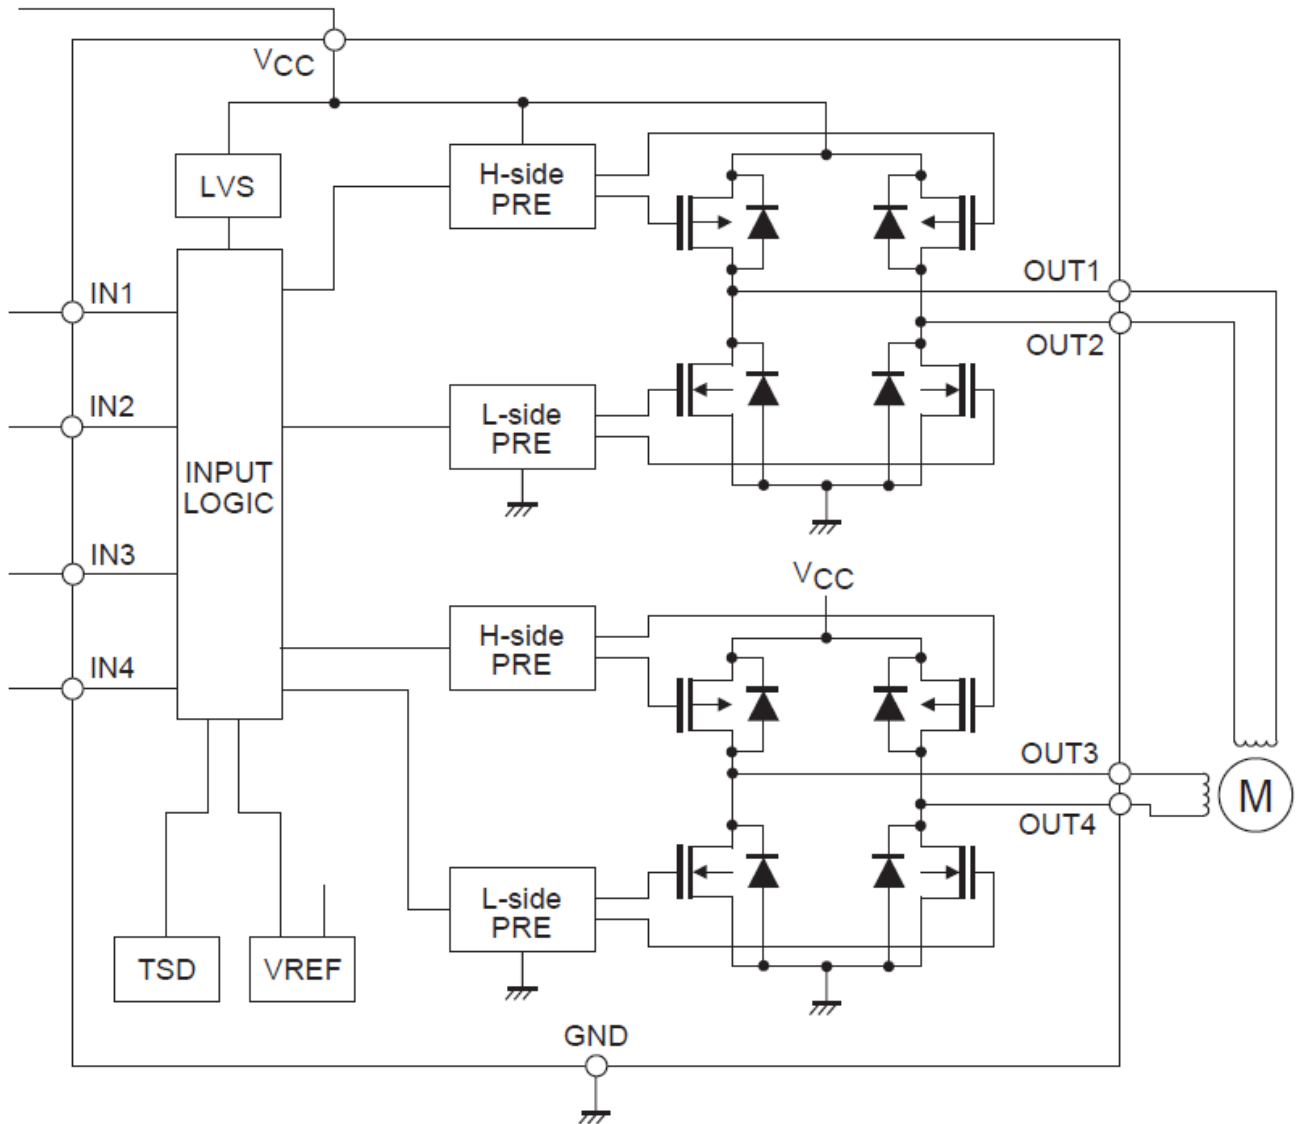 VCC
LVS
H-side
PRE
IN1
OUT1
OUT2
IN2
L-side
PRE
INPUT
LOGIC
IN3
VCC
H-side
PRE
IN4
OUT3
M
OUT4
L-side
PRE
TSD
VREF
GND